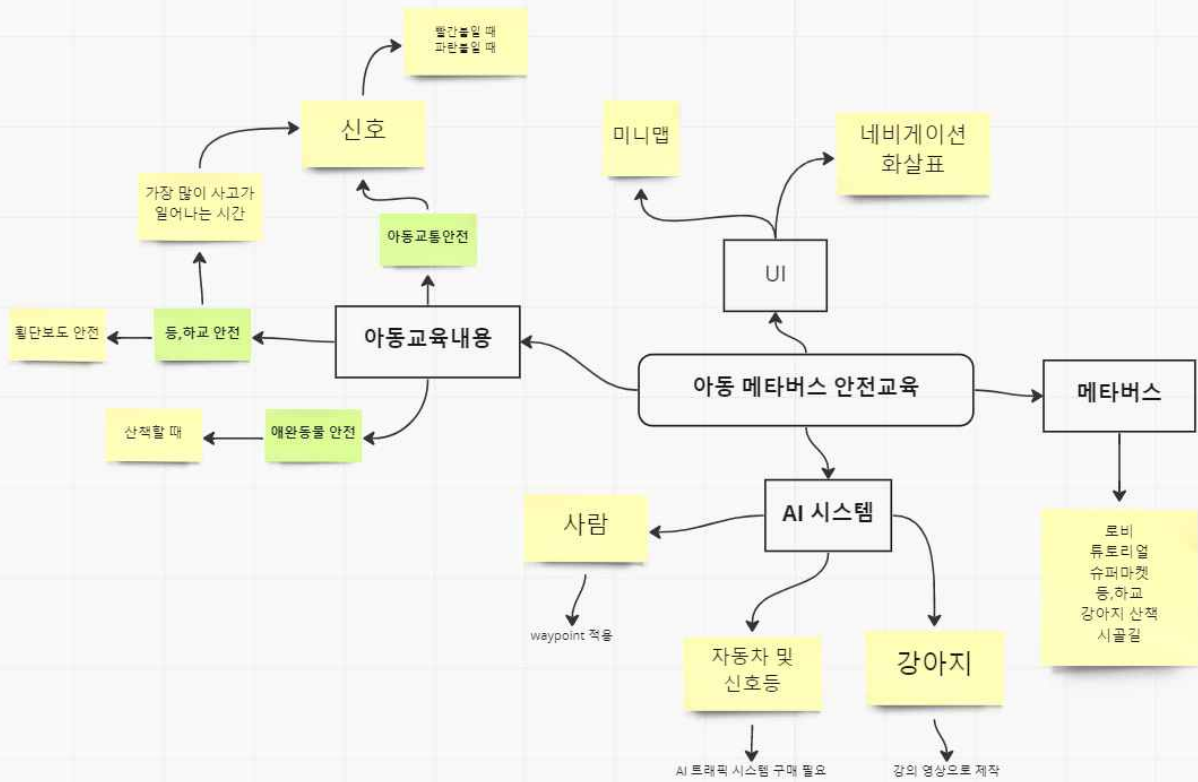 빨간불일 때
파란불일 때
신호
미니맵
네비게이션
화살표
가장 많이 사고가
일어나는 시간
아동교통안전
UI
횡단보도 안전
등,하교 안전
아동교육내용
아동 메타버스 안전교육
메타버스
산책할 때
애완동물 안전
AI 시스템
사람
로비
튜토리얼
슈퍼마켓
등,하교
강아지 산책
시골길
waypoint 적용
자동차 및
신호등
강아지
AI 트래픽 시스템 구매 필요
강의 영상으로 제작